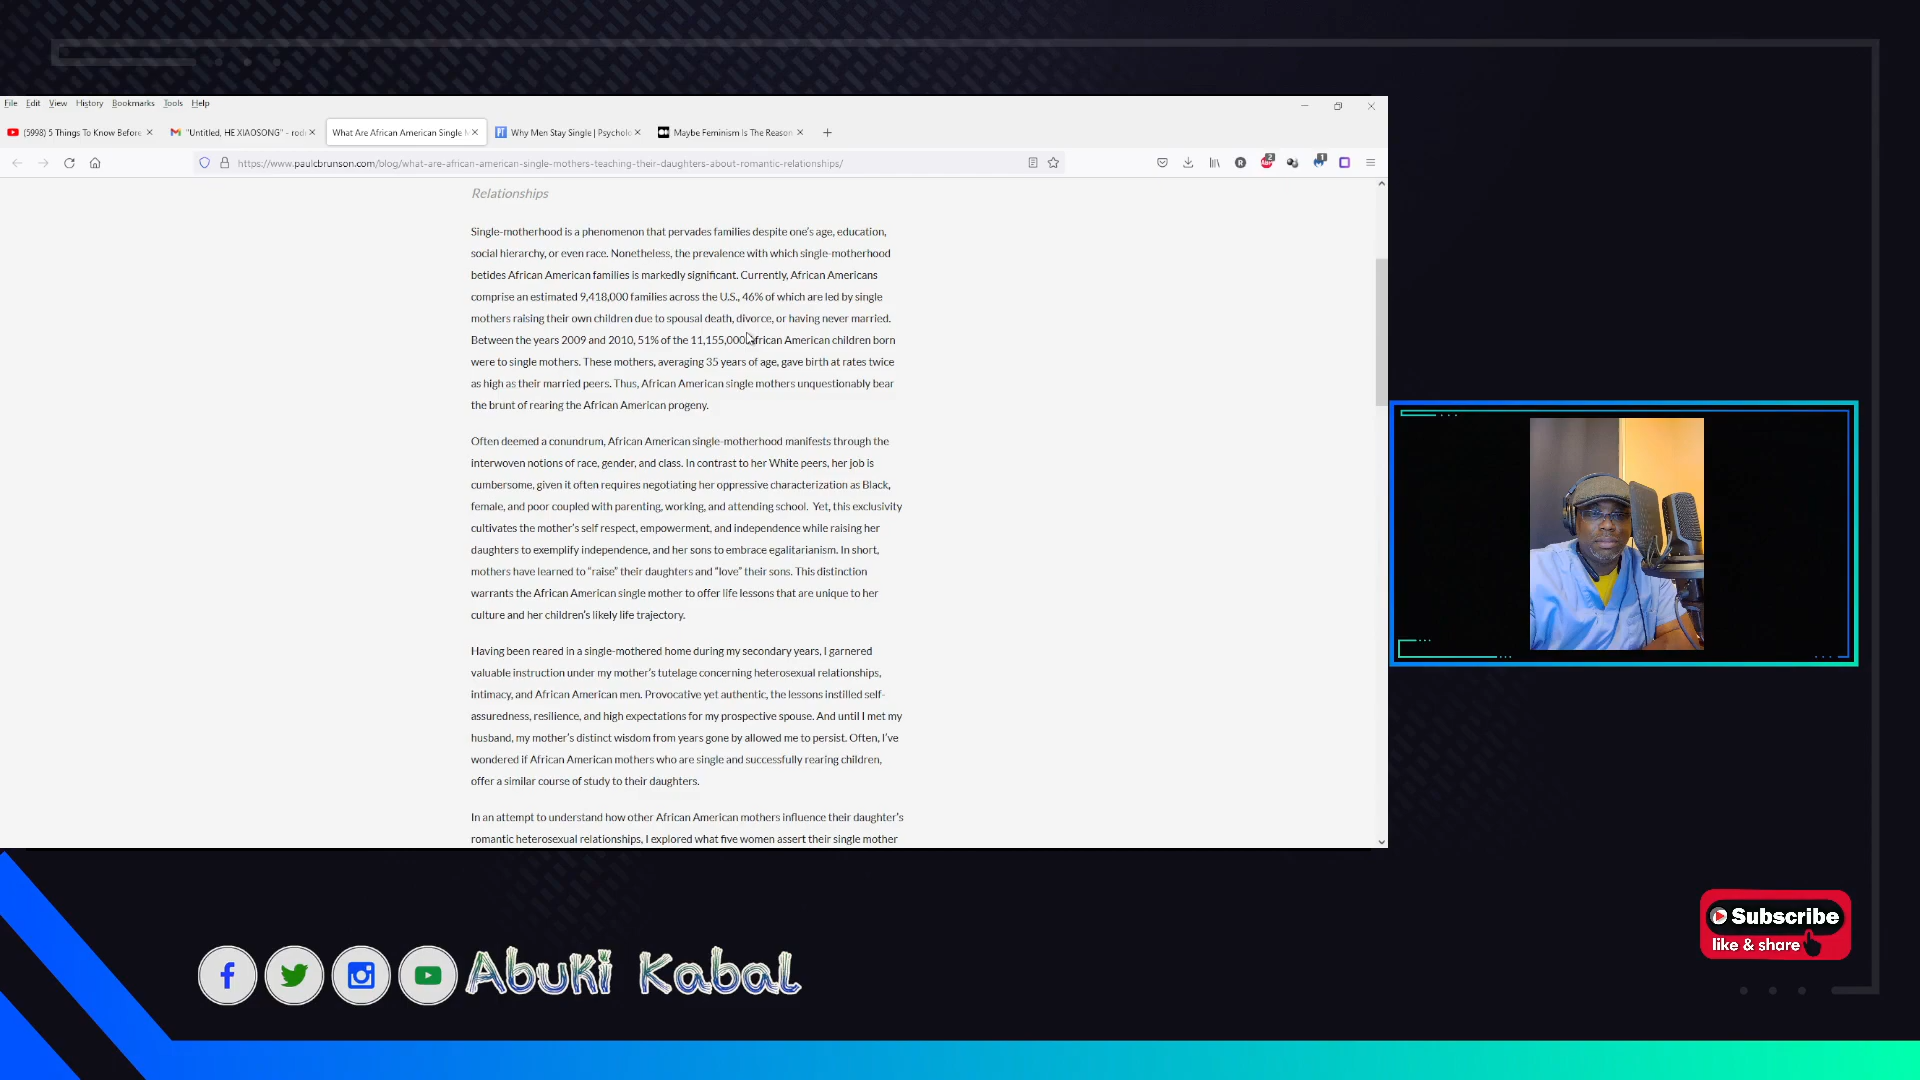 File Edit View History Bookmarks Tools Help
(5998) 5 Things To Know Before
"Untitled, HE XIAOSONG" - rod
What Are African American Single M
Why Men Stay Single | Psycholo
Maybe Feminism Is The Reason
https://www.paulcbrunson.com/blog/what-are-african-american-single-mothers-teaching-their-daughters-about-romantic-relationships/
Relationships
Single-motherhood is a phenomenon that pervades families despite one's age, education,
social hierarchy, or even race. Nonetheless, the prevalence with which single-motherhood
betides African American families is markedly significant. Currently, African Americans
comprise an estimated 9,418,000 families across the U.S., 46% of which are led by single
mothers raising their own children due to spousal death, divorce, or having never married.
Between the years 2009 and 2010, 51% of the 11,155,000 African American children born
were to single mothers. These mothers, averaging 35 years of age, gave birth at rates twice
as high as their married peers. Thus, African American single mothers unquestionably bear
the brunt of rearing the African American progeny.
Often deemed a conundrum, African American single-motherhood manifests through the
interwoven notions of race, gender, and class. In contrast to her White peers, her job is
cumbersome, given it often requires negotiating her oppressive characterization as Black,
female, and poor coupled with parenting, working, and attending school. Yet, this exclusivity
cultivates the mother's self respect, empowerment, and independence while raising her
daughters to exemplify independence, and her sons to embrace egalitarianism. In short,
mothers have learned to "raise" their daughters and "love" their sons. This distinction
warrants the African American single mother to offer life lessons that are unique to her
culture and her children's likely life trajectory.
Having been reared in a single-mothered home during my secondary years, I garnered
valuable instruction under my mother's tutelage concerning heterosexual relationships,
intimacy, and African American men. Provocative yet authentic, the lessons instilled self-
assuredness, resilience, and high expectations for my prospective spouse. And until I met my
husband, my mother's distinct wisdom from years gone by allowed me to persist. Often, I've
wondered if African American mothers who are single and successfully rearing children,
offer a similar course of study to their daughters.
In an attempt to understand how other African American mothers influence their daughter's
romantic heterosexual relationships, I explored what five women assert their single mother
Subscribe
like & share
Abuki Kabal